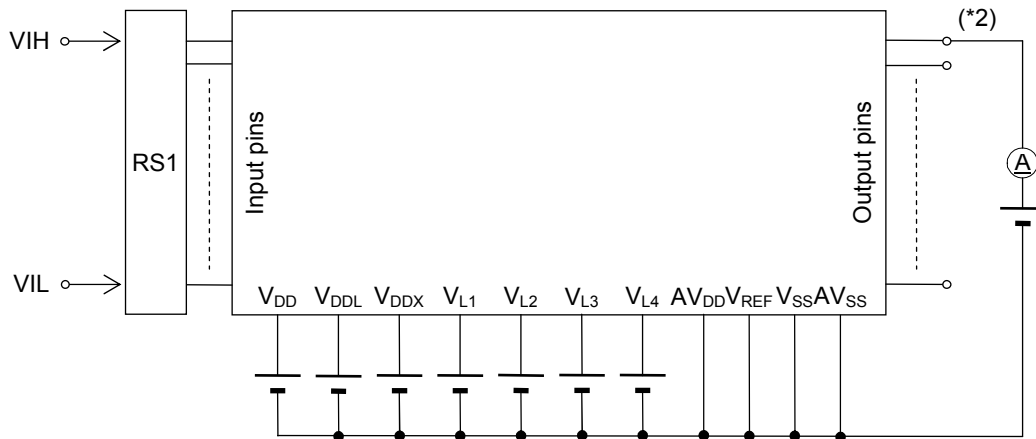 VIH
(*2)
RS1
Input pins
Output pins
A
VIL
VDD VDDL VDDX VL1 VL2 VL3 VL4 AVDD VREF VSS AVSS